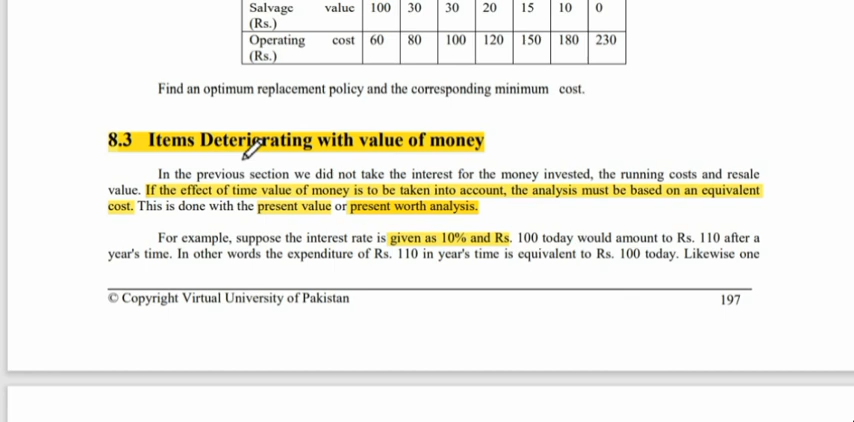 Salvage value 100 30 30 20 15 10 0
(Rs.)
Operating cost 60 80 100 120 150 180 230
(Rs.)
Find an optimum replacement policy and the corresponding minimum cost.
8.3 Items Deteriorating with value of money
In the previous section we did not take the interest for the money invested, the running costs and resale
value. If the effect of time value of money is to be taken into account, the analysis must be based on an equivalent
cost. This is done with the present value or present worth analysis.
For example, suppose the interest rate is given as 10% and Rs. 100 today would amount to Rs. 110 after a
year's time. In other words the expenditure of Rs. 110 in year's time is equivalent to Rs. 100 today. Likewise one
© Copyright Virtual University of Pakistan 197